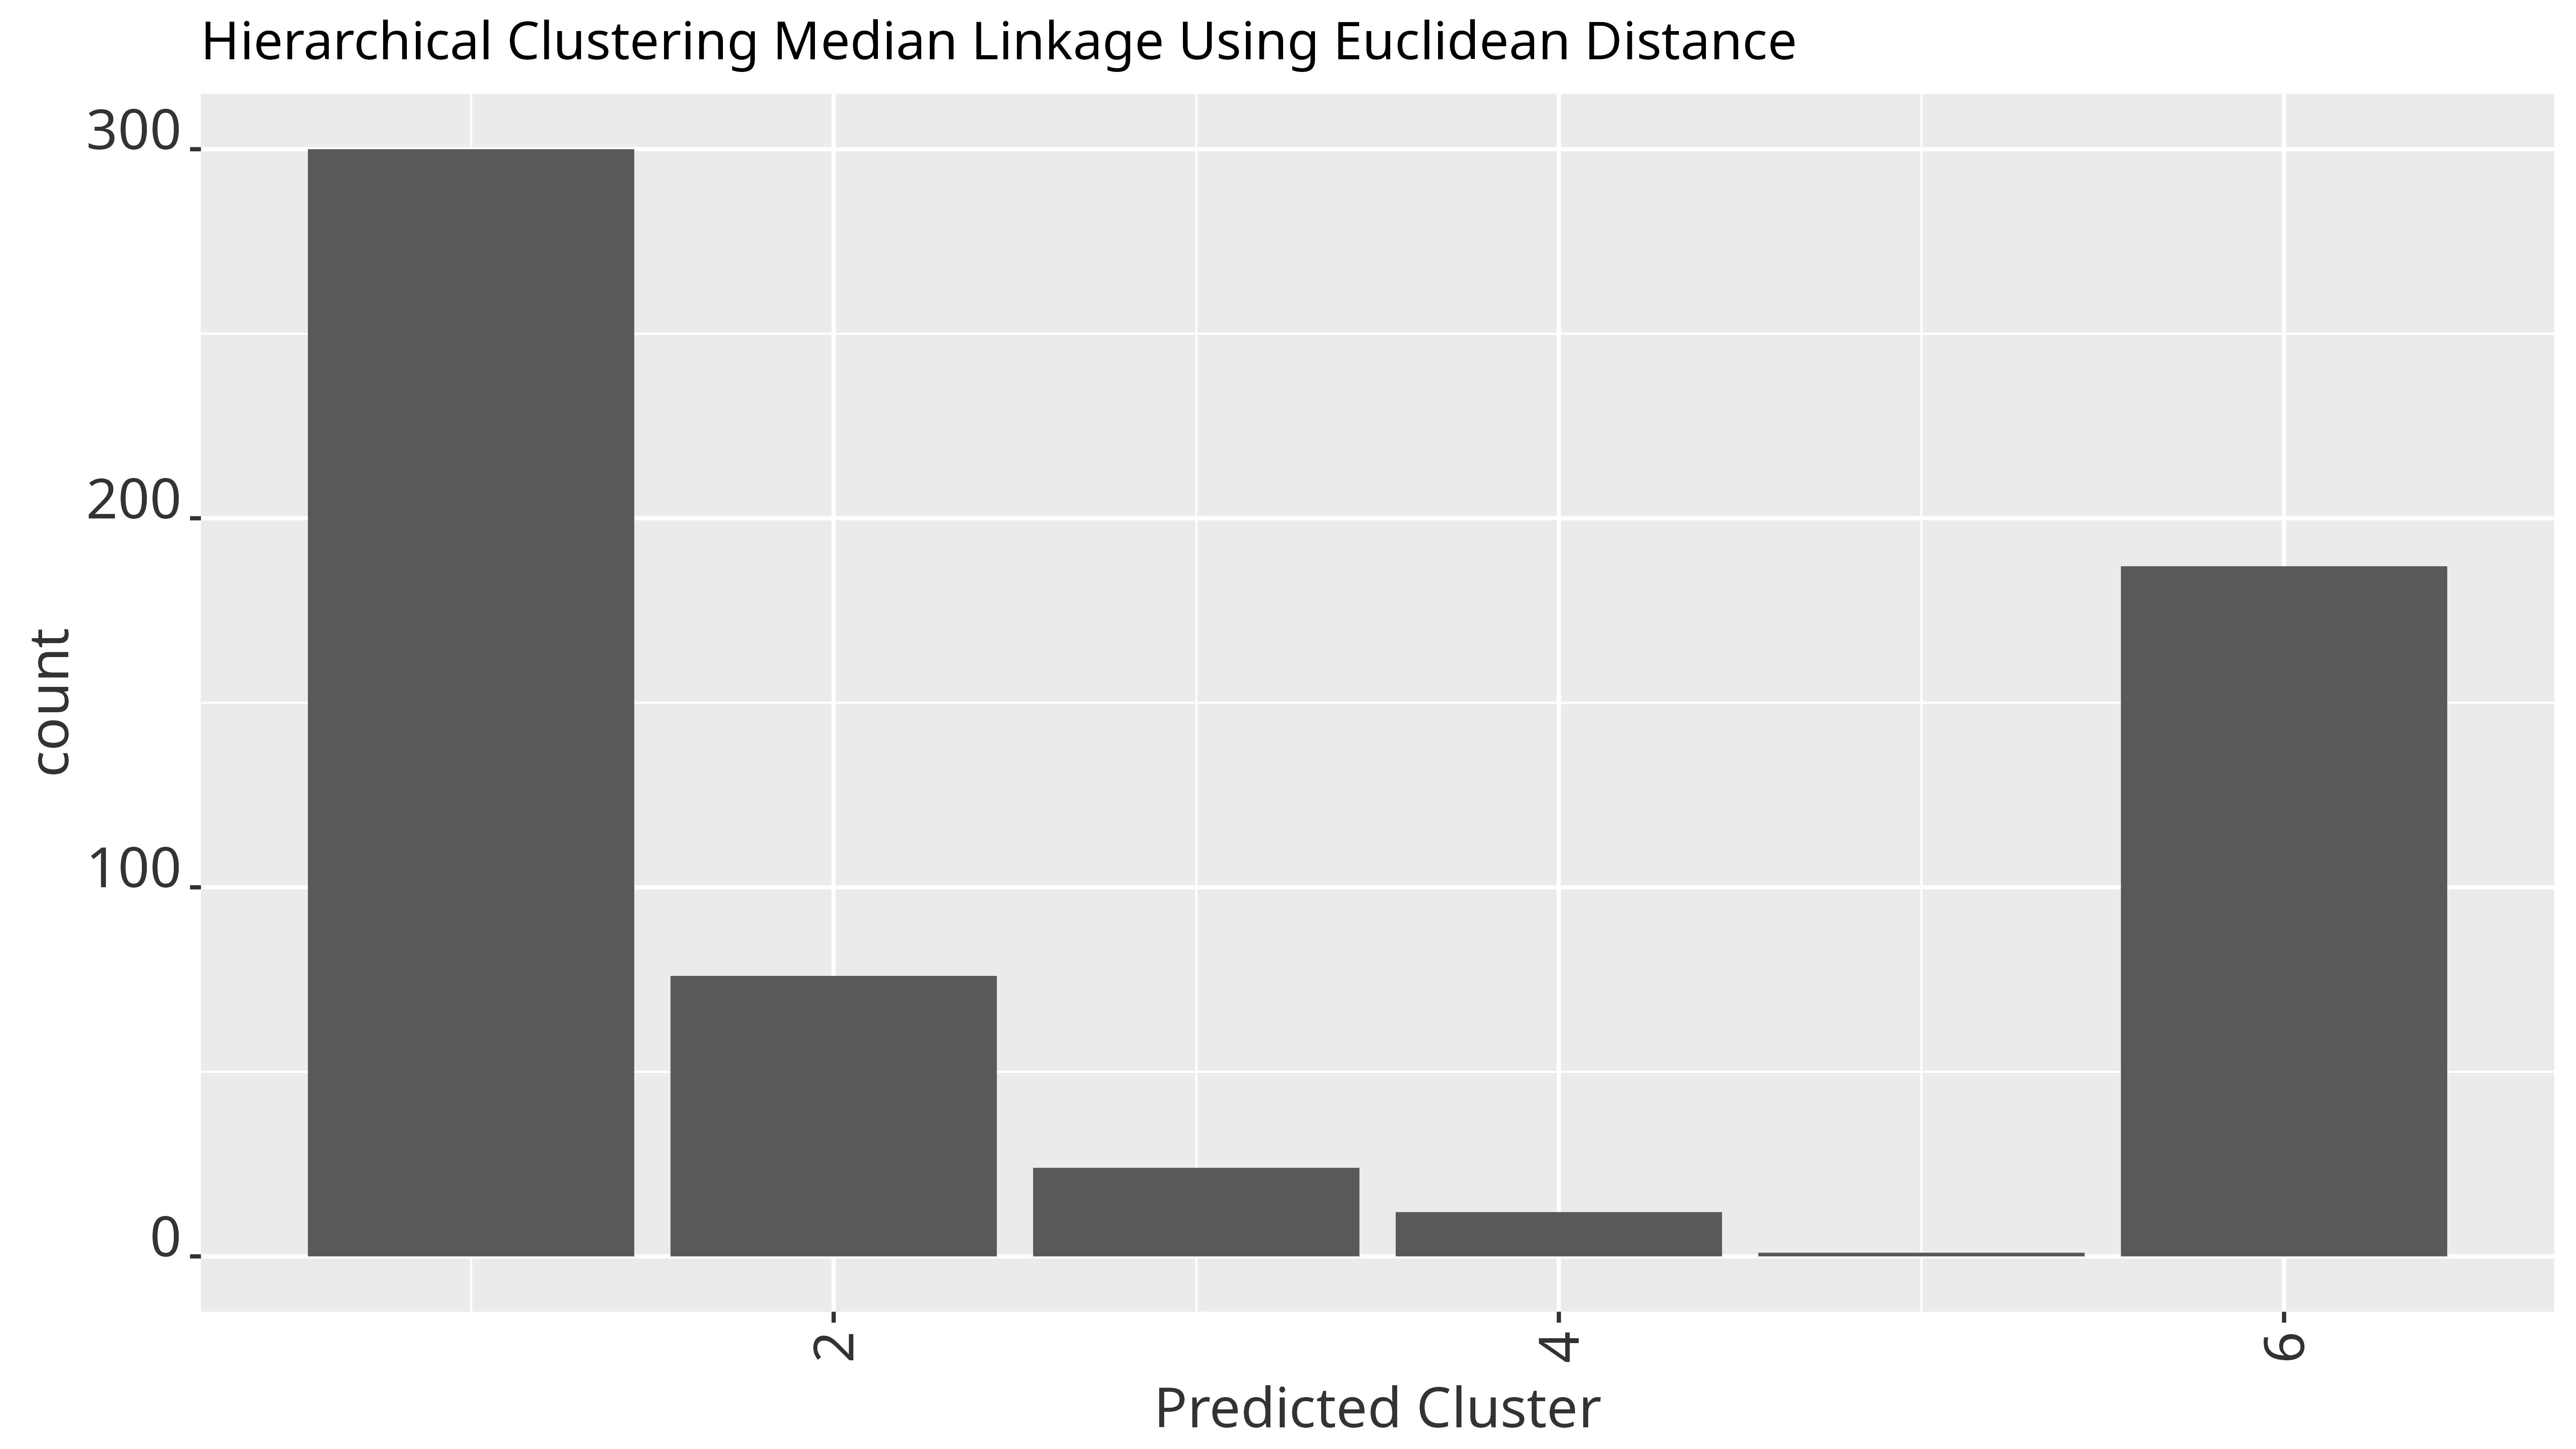 Hierarchical Clustering Median Linkage Using Euclidean Distance
300
200
100
0
count
2
4
6
Predicted Cluster